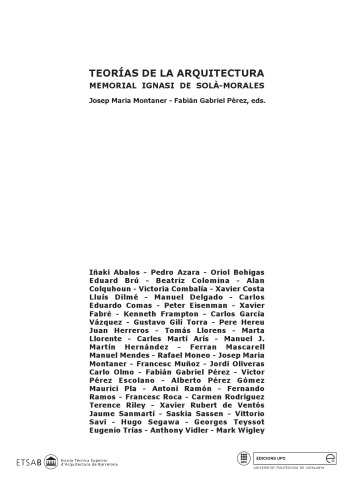 TEORÍAS DE LA ARQUITECTURA
MEMORIAL IGNASI DE SOLÀ-MORALES
Josep Maria Montaner - Fabián Gabriel Pérez, eds.
Iñaki Abalos - Pedro Azara - Oriol Bohigas
Eduard Brú - Beatriz Colomina - Alan
Colquhoun - Victoria Combalía - Xavier Costa
Lluís Dilmé - Manuel Delgado - Carlos
Eduardo Comas - Peter Eisenman - Xavier
Fabré - Kenneth Frampton - Carlos García
Vázquez - Gustavo Gili Torra - Pere Hereu
Juan Herreros - Tomás Llorens - Marta
Llorente - Carles Martí Arís - Manuel J.
Martín Hernández - Ferran Mascarell
Manuel Mendes - Rafael Moneo - Josep Maria
Montaner - Francesc Muñoz - Jordi Oliveras
Carlo Olmo - Fabián Gabriel Pérez - Víctor
Pérez Escolano - Alberto Pérez Gómez
Maurici Pla - Antoni Ramón - Fernando
Ramos - Francesc Roca - Carmen Rodríguez
Terence Riley - Xavier Rubert de Ventós
Jaume Sanmartí - Saskia Sassen - Vittorio
Savi - Hugo Segawa - Georges Teyssot
Eugenio Trías - Anthony Vidler - Mark Wigley
ETSAB
Escola Tècnica Superior
d'Arquitectura de Barcelona
EDICIONS UPC
UNIVERSITAT POLITÈCNICA DE CATALUNYA